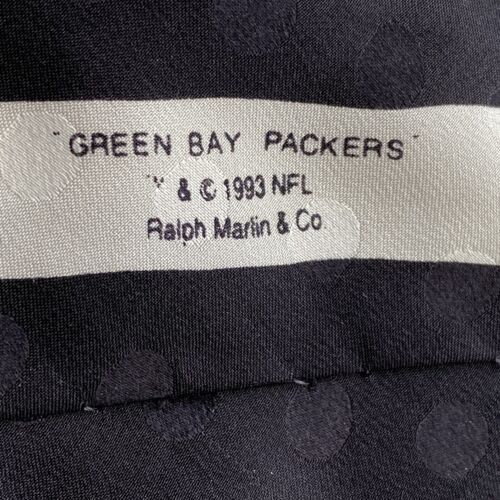 "GREEN BAY PACKERS"
™ & © 1993 NFL
Ralph Marlin & Co.